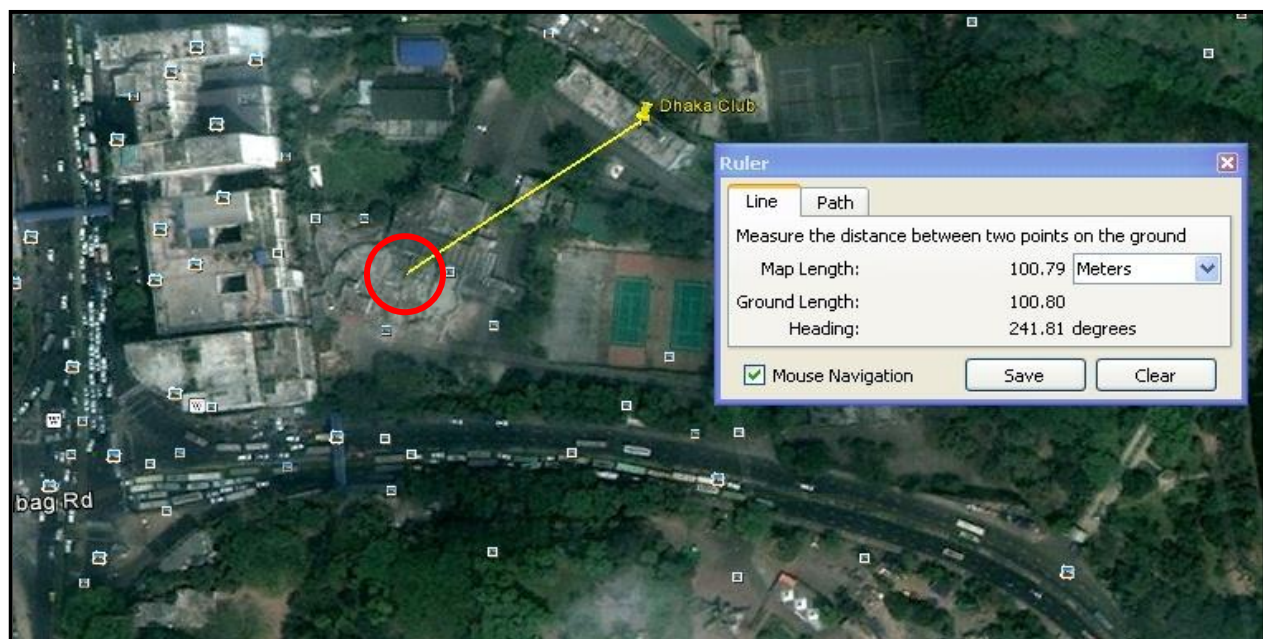 Dhaka Club
Ruler
Line Path
Measure the distance between two points on the ground
Map Length: 100.79 Meters
Ground Length: 100.80
Heading: 241.81 degrees
Mouse Navigation Save Clear
bag Rd
W